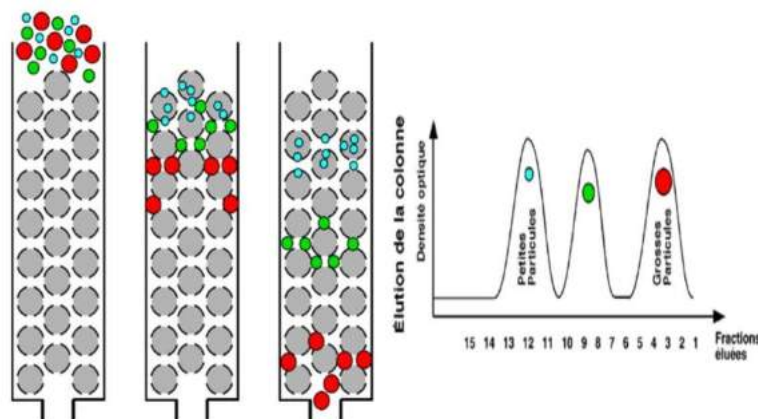 Élution de la colonne
Densité optique
Petites
Particules
Grosses
Particules
15 14 13 12 11 10 9 8 7 6 5 4 3 2 1
Fractions
éluées